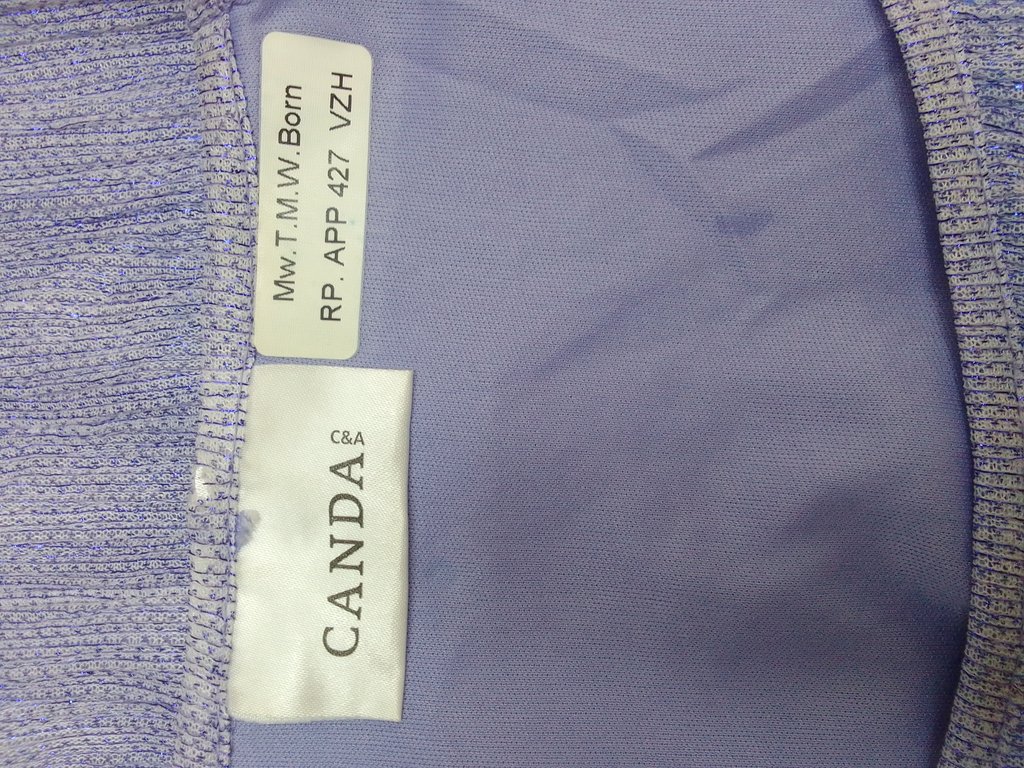 Mw.T.M.W.Born
RP. APP 427 VZH
C&A
CANDA